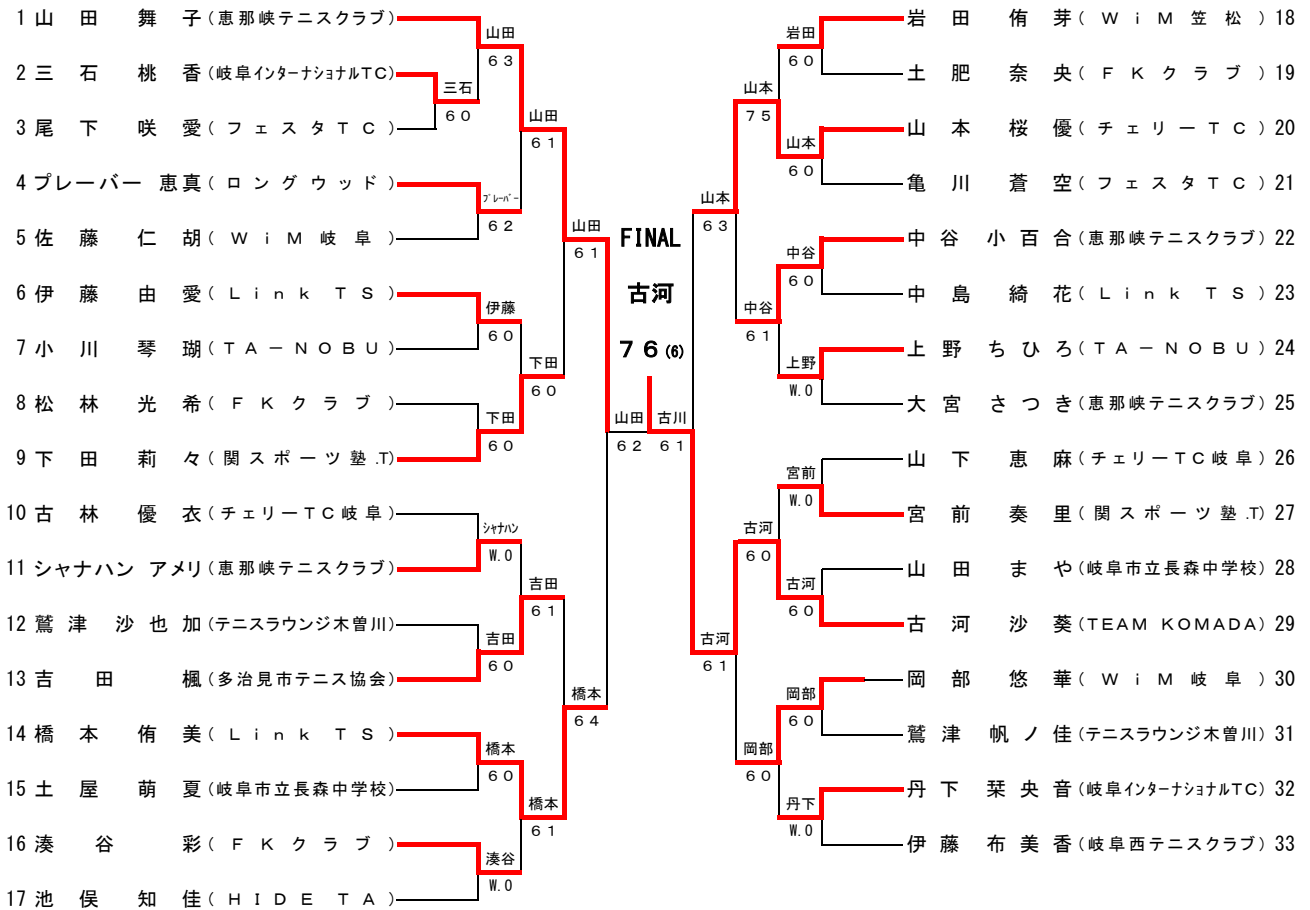 1 山田 舞子 (恵那峡テニスクラブ)
2 三石 桃香 (岐阜インターナショナルTC)
3 尾下 咲愛 (フェスタTC)
4 プレーバー 恵真 (ロングウッド)
5 佐藤 仁胡 (WiM岐阜)
6 伊藤 由愛 (Link TS)
7 小川 琴瑚 (TA-NOBU)
8 松林 光希 (FKクラブ)
9 下田 莉々 (関スポーツ塾.T)
10 古林 優衣 (チェリーTC岐阜)
11 シャナハン アメリ (恵那峡テニスクラブ)
12 鷲津 沙也加 (テニスラウンジ木曽川)
13 吉田 楓 (多治見市テニス協会)
14 橋本 侑美 (Link TS)
15 土屋 萌夏 (岐阜市立長森中学校)
16 湊谷 彩 (FKクラブ)
17 池俣 知佳 (HIDE TA)
三石
60
山田
63
プレーバー
62
伊藤
60
下田
60
シャナハン
W.0
吉田
60
橋本
60
湊谷
W.0
山田
61
下田
60
吉田
61
橋本
61
山田
61
橋本
64
山田
62
FINAL
古河
76(6)
古川
61
山本
63
古河
61
山本
75
中谷
61
古河
60
岡部
60
岩田
60
山本
60
中谷
60
上野
W.0
宮前
W.0
古河
60
岡部
60
丹下
W.0
岩田 侑芽 (WiM笠松) 18
土肥 奈央 (FKクラブ) 19
山本 桜優 (チェリーTC) 20
亀川 蒼空 (フェスタTC) 21
中谷 小百合 (恵那峡テニスクラブ) 22
中島 綺花 (Link TS) 23
上野 ちひろ (TA-NOBU) 24
大宮 さつき (恵那峡テニスクラブ) 25
山下 恵麻 (チェリーTC岐阜) 26
宮前 奏里 (関スポーツ塾.T) 27
山田 まや (岐阜市立長森中学校) 28
古河 沙葵 (TEAM KOMADA) 29
岡部 悠華 (WiM岐阜) 30
鷲津 帆ノ佳 (テニスラウンジ木曽川) 31
丹下 栞央音 (岐阜インターナショナルTC) 32
伊藤 布美香 (岐阜西テニスクラブ) 33